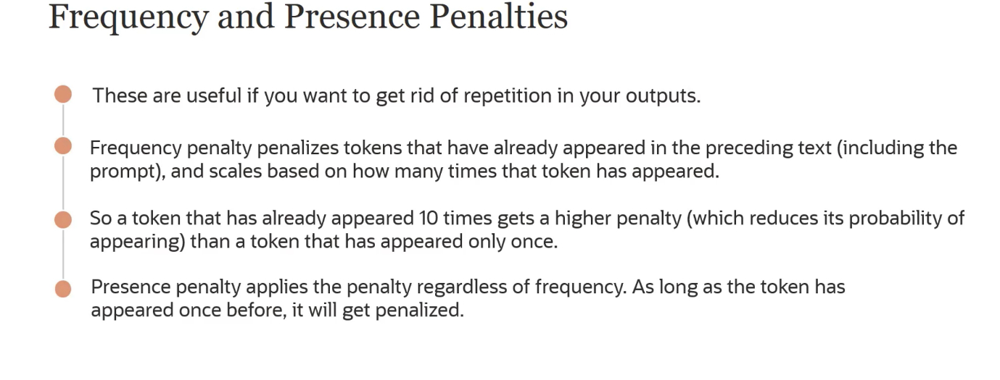 Frequency and Presence Penalties
These are useful if you want to get rid of repetition in your outputs.
Frequency penalty penalizes tokens that have already appeared in the preceding text (including the
prompt), and scales based on how many times that token has appeared.
So a token that has already appeared 10 times gets a higher penalty (which reduces its probability of
appearing) than a token that has appeared only once.
Presence penalty applies the penalty regardless of frequency. As long as the token has
appeared once before, it will get penalized.